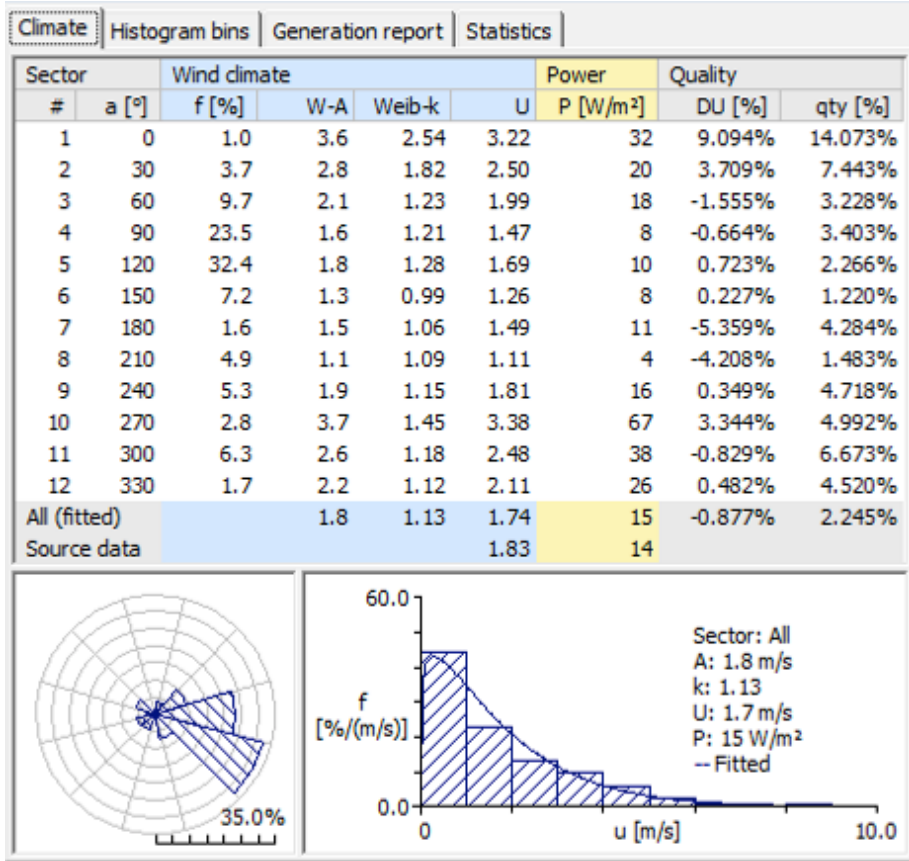 Climate Histogram bins Generation report Statistics
Sector Wind climate Power Quality
# a [°] f [%] W-A Weib-k U P [W/m²] DU [%] qty [%]
1 0 1.0 3.6 2.54 3.22 32 9.094% 14.073%
2 30 3.7 2.8 1.82 2.50 20 3.709% 7.443%
3 60 9.7 2.1 1.23 1.99 18 -1.555% 3.228%
4 90 23.5 1.6 1.21 1.47 8 -0.664% 3.403%
5 120 32.4 1.8 1.28 1.69 10 0.723% 2.266%
6 150 7.2 1.3 0.99 1.26 8 0.227% 1.220%
7 180 1.6 1.5 1.06 1.49 11 -5.359% 4.284%
8 210 4.9 1.1 1.09 1.11 4 -4.208% 1.483%
9 240 5.3 1.9 1.15 1.81 16 0.349% 4.718%
10 270 2.8 3.7 1.45 3.38 67 3.344% 4.992%
11 300 6.3 2.6 1.18 2.48 38 -0.829% 6.673%
12 330 1.7 2.2 1.12 2.11 26 0.482% 4.520%
All (fitted) 1.8 1.13 1.74 15 -0.877% 2.245%
Source data 1.83 14
35.0%
60.0
f
[%/(m/s)]
0.0
0 u [m/s] 10.0
Sector: All
A: 1.8 m/s
k: 1.13
U: 1.7 m/s
P: 15 W/m²
-- Fitted